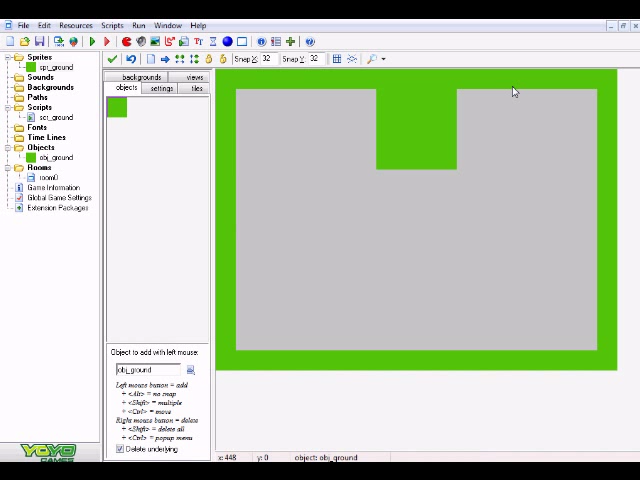 File Edit Resources Scripts Run Window Help
Snap X: 32 Snap Y: 32
Sprites
spr_ground
Sounds
Backgrounds
Paths
Scripts
scr_ground
Fonts
Time Lines
Objects
obj_ground
Rooms
room0
Game Information
Global Game Settings
Extension Packages
YOYO
GAMES
backgrounds views
objects settings tiles
Object to add with left mouse:
obj_ground
Left mouse button = add
+ <Alt> = no snap
+ <Shift> = multiple
+ <Ctrl> = move
Right mouse button = delete
+ <Shift> = delete all
+ <Ctrl> = popup menu
Delete underlying
x: 448 y: 0 object: obj_ground